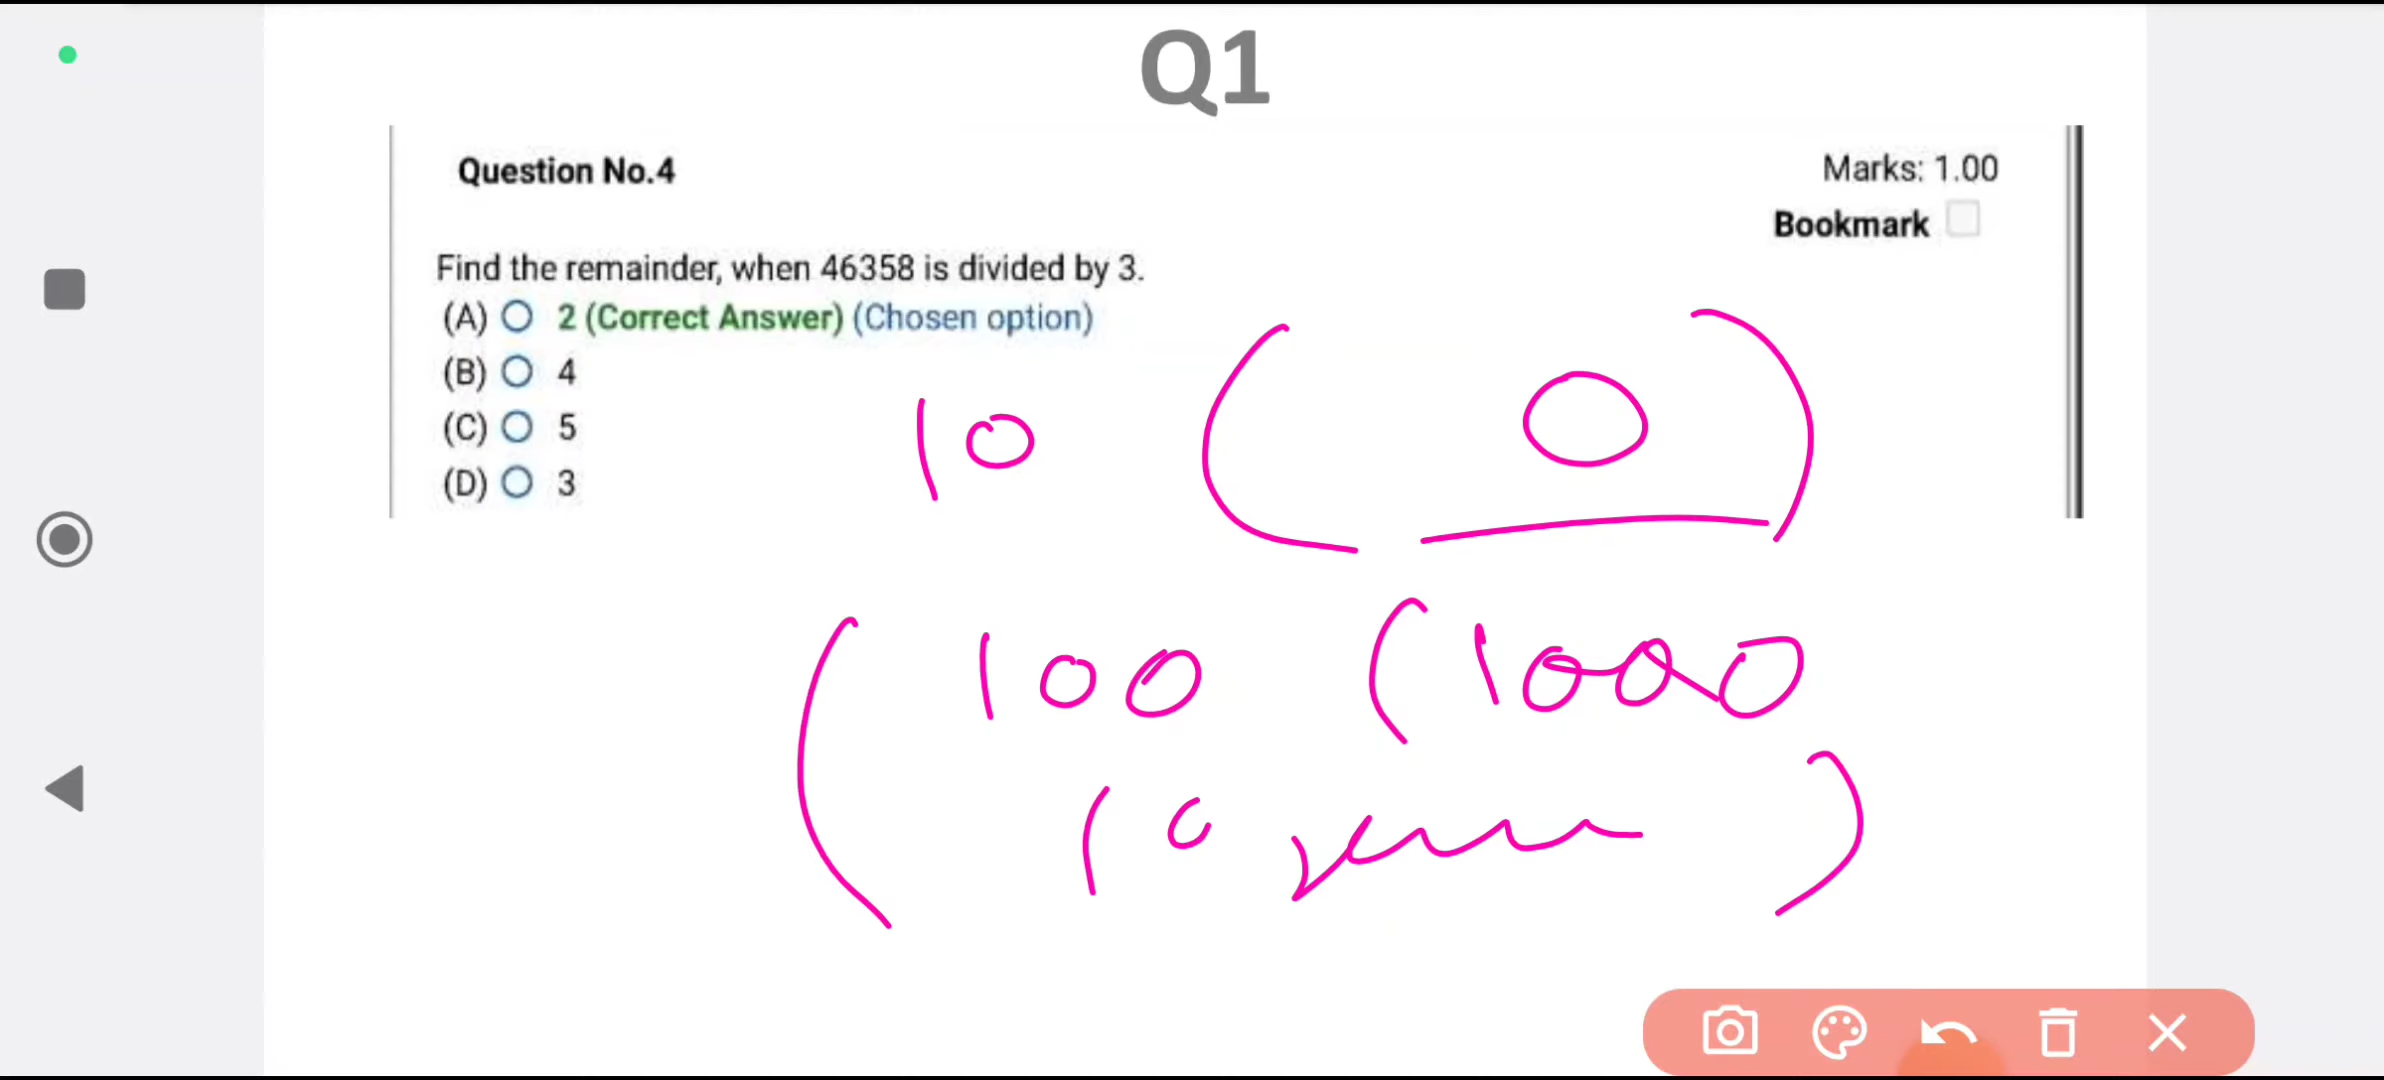 Q1
Question No.4
Marks: 1.00
Bookmark
Find the remainder, when 46358 is divided by 3.
(A) 2 (Correct Answer) (Chosen option)
(B) 4
(C) 5
(D) 3
10 ( 0 )
( 100 (1000